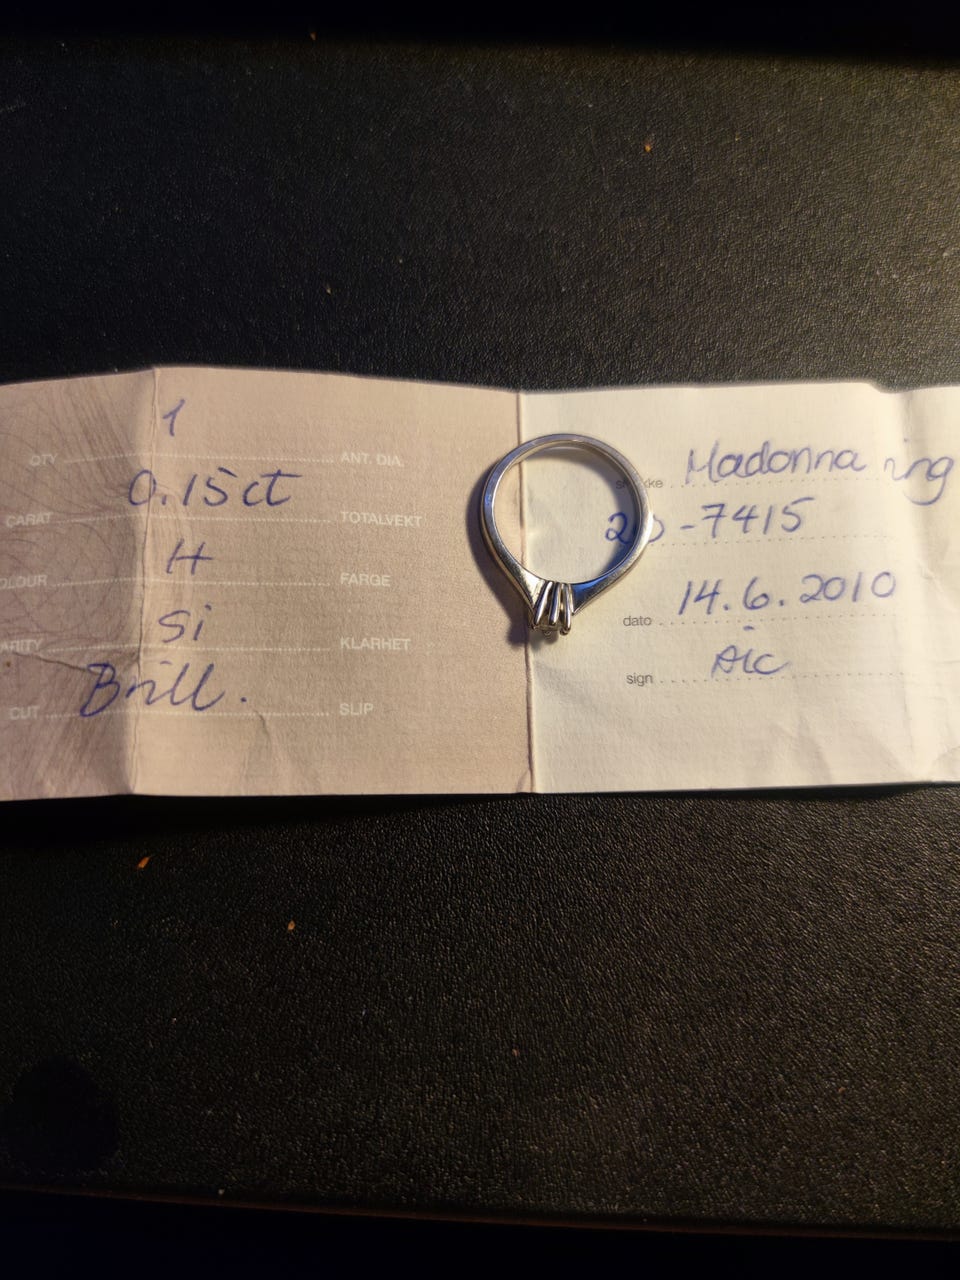 1
QTY ANT. DIA.
0.15ct
CARAT TOTALVEKT
H
FARGE
Si
KLARHET
Brill.
CUT SLIP
Madonna ring
-7415
14.6.2010
dato
sign